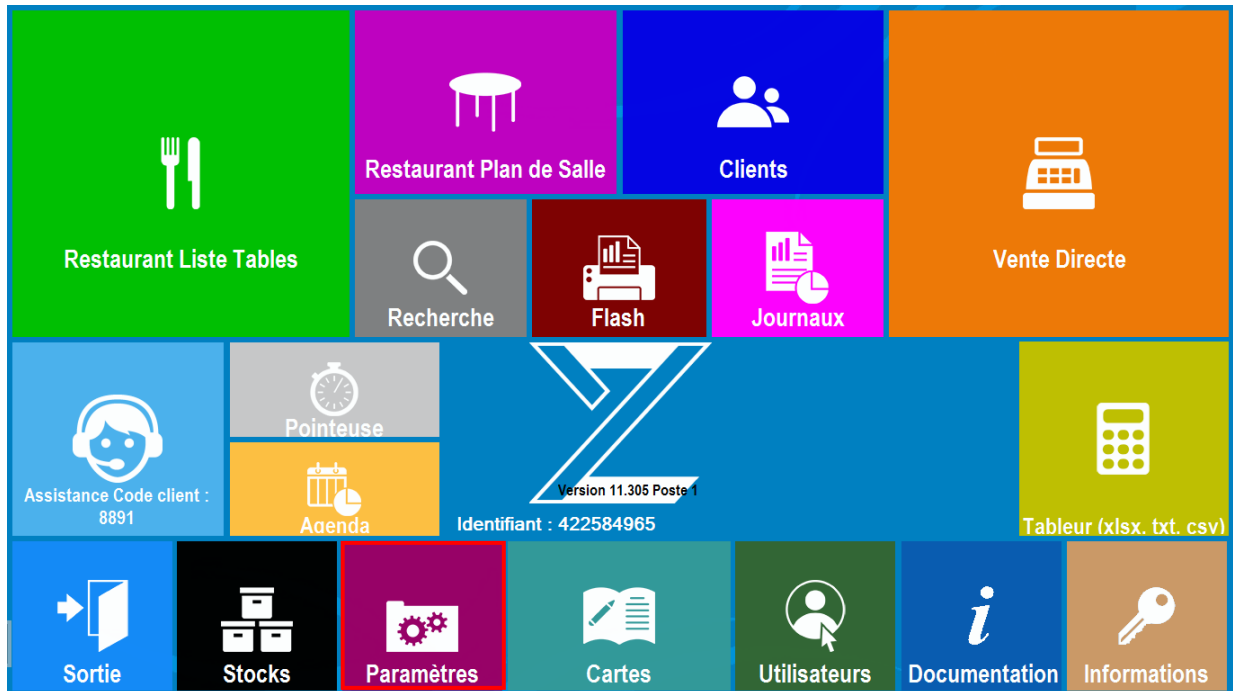 Restaurant Plan de Salle
Clients
Restaurant Liste Tables
Vente Directe
Recherche
Flash
Journaux
Pointeuse
Assistance Code client :
8891
Agenda
Version 11.305 Poste 1
Identifiant : 422584965
Tableur (xlsx, txt, csv)
Sortie
Stocks
Paramètres
Cartes
Utilisateurs
Documentation
Informations